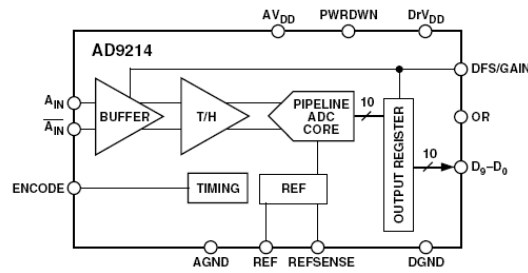 AVDD PWRDWN DrVDD
AD9214
DFS/GAIN
AIN
AIN
BUFFER
T/H
PIPELINE
ADC
CORE
10
OUTPUT REGISTER
OR
10
D9–D0
ENCODE
TIMING
REF
AGND REF REFSENSE DGND